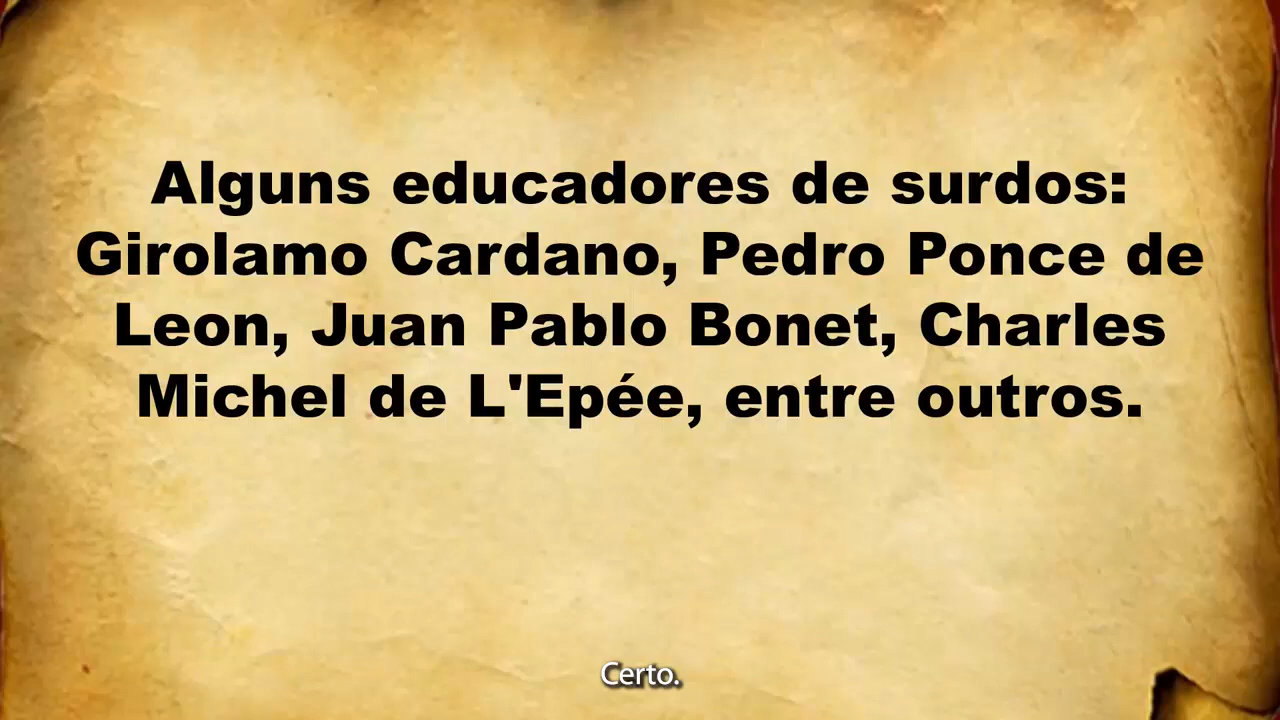 Alguns educadores de surdos:
Girolamo Cardano, Pedro Ponce de
Leon, Juan Pablo Bonet, Charles
Michel de L'Epée, entre outros.
Certo.